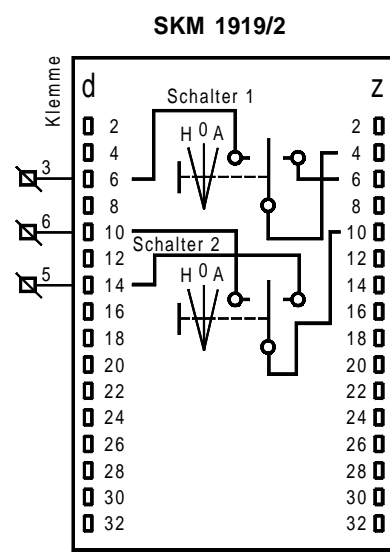 SKM 1919/2
Klemme
d z
Schalter 1
2 2
H 0 A
4 4
3
6 6
8 8
6
10 10
Schalter 2
12 12
5
H 0 A
14 14
16 16
18 18
20 20
22 22
24 24
26 26
28 28
30 30
32 32